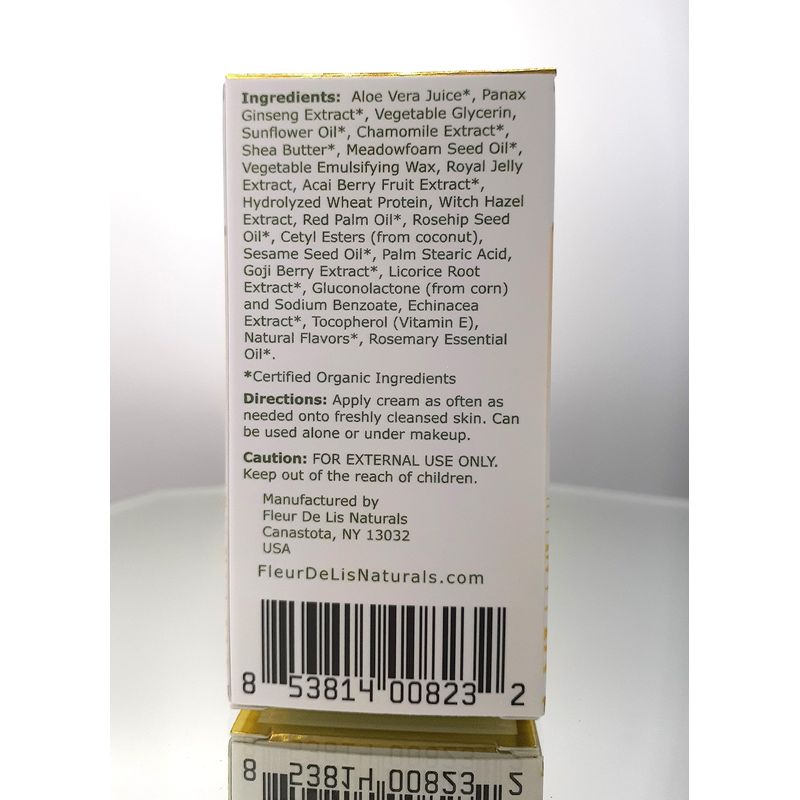 Ingredients: Aloe Vera Juice*, Panax
Ginseng Extract*, Vegetable Glycerin,
Sunflower Oil*, Chamomile Extract*,
Shea Butter*, Meadowfoam Seed Oil*,
Vegetable Emulsifying Wax, Royal Jelly
Extract, Acai Berry Fruit Extract*,
Hydrolyzed Wheat Protein, Witch Hazel
Extract, Red Palm Oil*, Rosehip Seed
Oil*, Cetyl Esters (from coconut),
Sesame Seed Oil*, Palm Stearic Acid,
Goji Berry Extract*, Licorice Root
Extract*, Gluconolactone (from corn)
and Sodium Benzoate, Echinacea
Extract*, Tocopherol (Vitamin E),
Natural Flavors*, Rosemary Essential
Oil*.
*Certified Organic Ingredients
Directions: Apply cream as often as
needed onto freshly cleansed skin. Can
be used alone or under makeup.
Caution: FOR EXTERNAL USE ONLY.
Keep out of the reach of children.
Manufactured by
Fleur De Lis Naturals
Canastota, NY 13032
USA
FleurDeLisNaturals.com
8 53814 00823 2
8 53814 00823 2